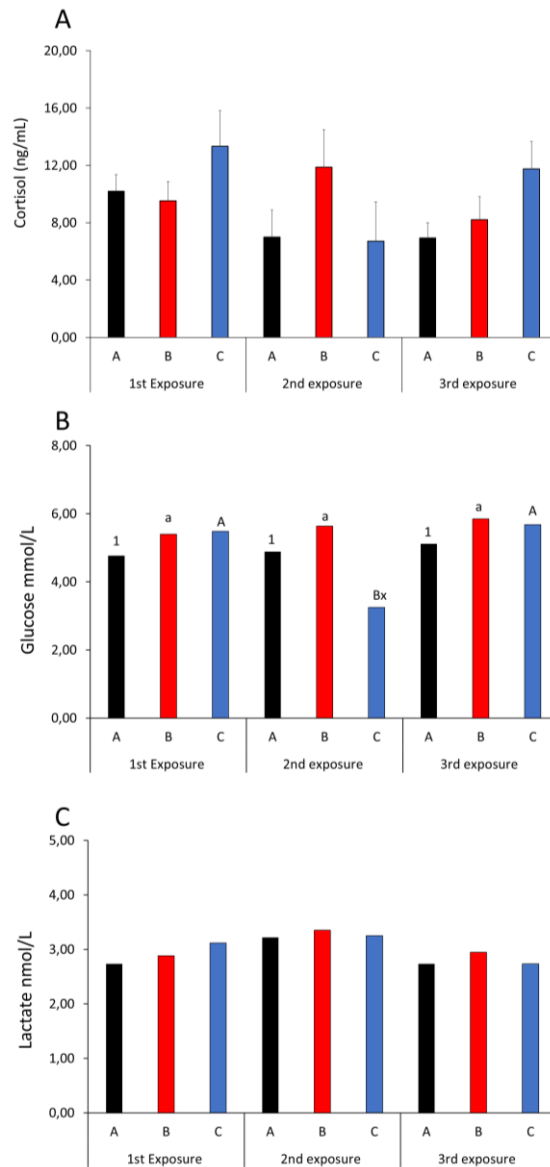 A
Cortisol (ng/mL)
20,00
16,00
12,00
8,00
4,00
0,00
A B C A B C A B C
1st Exposure 2nd exposure 3rd exposure
B
Glucose mmol/L
8,00
6,00
4,00
2,00
0,00
1 a A 1 a Bx 1 a A
A B C A B C A B C
1st Exposure 2nd exposure 3rd exposure
C
Lactate nmol/L
5,00
4,00
3,00
2,00
1,00
0,00
A B C A B C A B C
1st Exposure 2nd exposure 3rd exposure